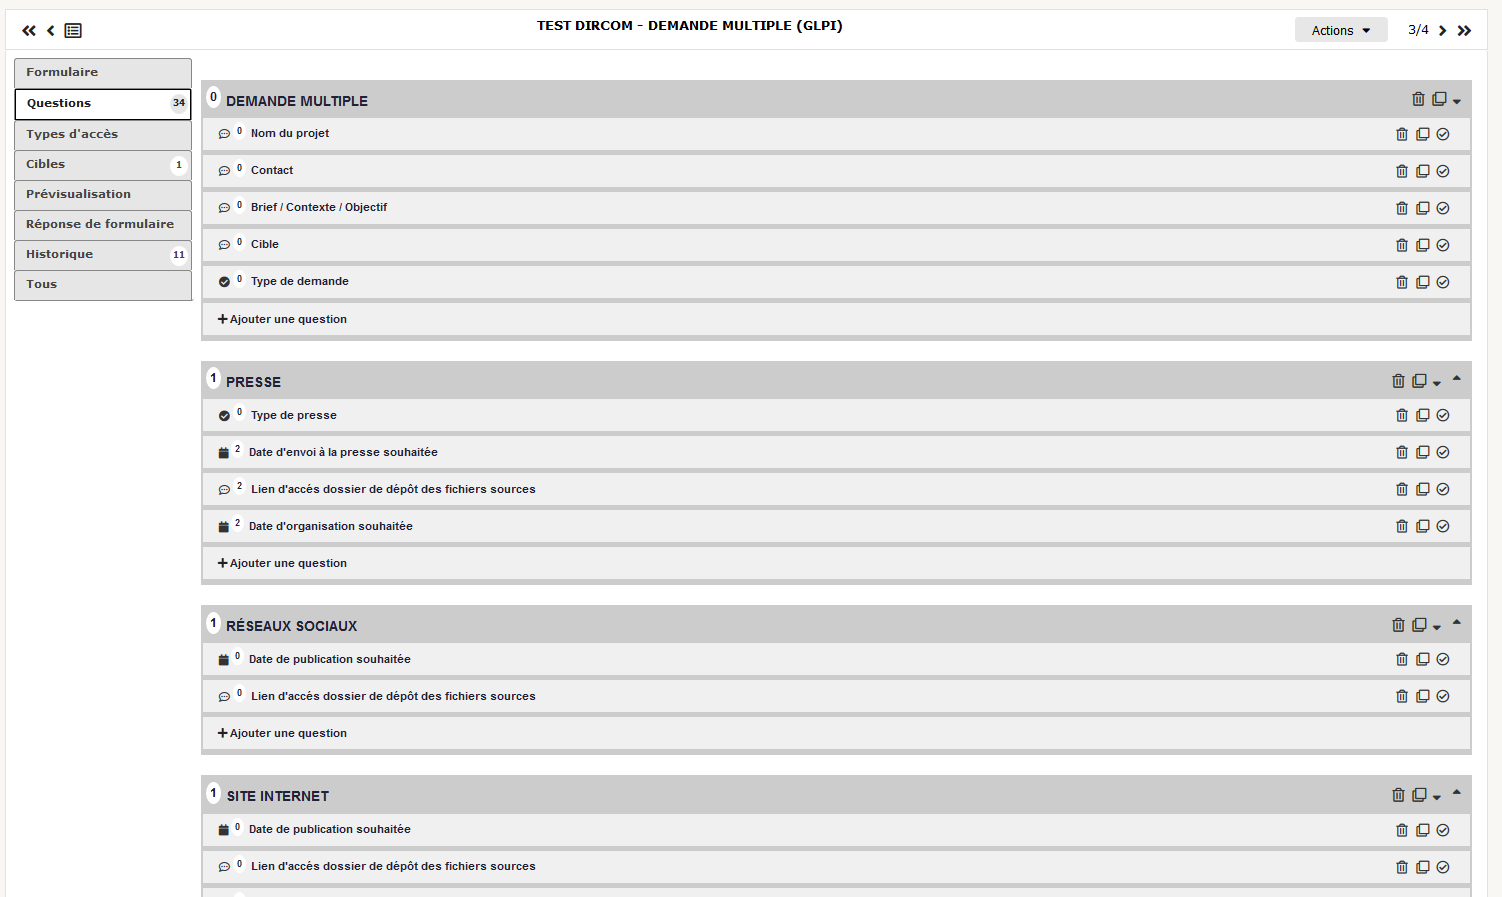 TEST DIRCOM - DEMANDE MULTIPLE (GLPI)
Actions
3/4
Formulaire
Questions 34
Types d'accès
Cibles 1
Prévisualisation
Réponse de formulaire
Historique 11
Tous
0 DEMANDE MULTIPLE
0 Nom du projet
0 Contact
0 Brief / Contexte / Objectif
0 Cible
0 Type de demande
+ Ajouter une question
1 PRESSE
0 Type de presse
2 Date d'envoi à la presse souhaitée
2 Lien d'accés dossier de dépôt des fichiers sources
2 Date d'organisation souhaitée
+ Ajouter une question
1 RÉSEAUX SOCIAUX
0 Date de publication souhaitée
0 Lien d'accés dossier de dépôt des fichiers sources
+ Ajouter une question
1 SITE INTERNET
0 Date de publication souhaitée
0 Lien d'accés dossier de dépôt des fichiers sources